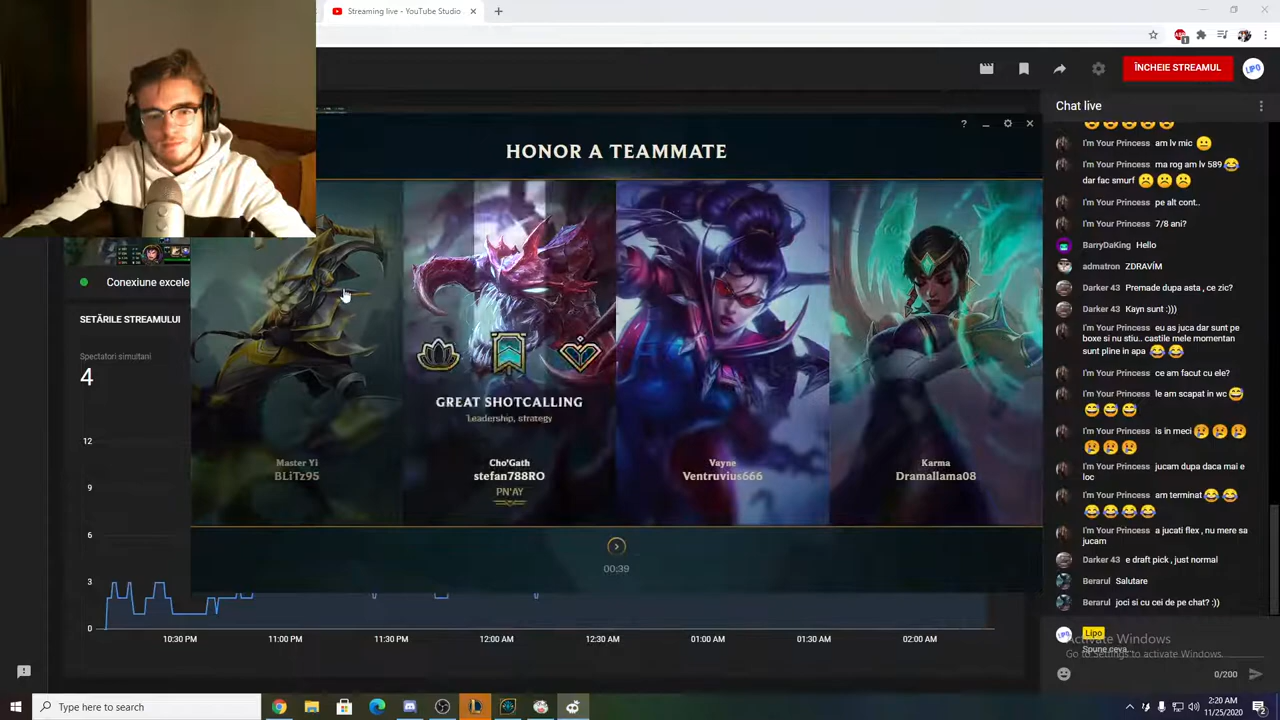 Streaming live - YouTube Studio
1
ÎNCHEIE STREAMUL
LIPO
Chat live
HONOR A TEAMMATE
I'm Your Princess am lv mic
I'm Your Princess ma rog am lv 589
dar fac smurf
I'm Your Princess pe alt cont..
I'm Your Princess 7/8 ani?
BarryDaKing Hello
admatron ZDRAVÍM
Darker 43 Premade dupa asta , ce zic?
Darker 43 Kayn sunt :)))
I'm Your Princess eu as juca dar sunt pe
boxe si nu stiu.. castile mele momentan
sunt pline in apa
I'm Your Princess ce am facut cu ele?
I'm Your Princess le am scapat in wc
I'm Your Princess is in meci
I'm Your Princess jucam dupa daca mai e
loc
I'm Your Princess am terminat
I'm Your Princess a jucati flex , nu mere sa
jucam
Darker 43 e draft pick , just normal
Berarul Salutare
Berarul joci si cu cei de pe chat? :))
Lipo
Spune ceva...
0/200
Activate Windows
Go to Settings to activate Windows.
Conexiune excele
SETĂRILE STREAMULUI
Spectatori simultani
4
12
9
6
3
0
10:30 PM
11:00 PM
11:30 PM
12:00 AM
12:30 AM
01:00 AM
01:30 AM
02:00 AM
GREAT SHOTCALLING
Leadership, strategy
Master Yi
BLiTz95
Cho'Gath
stefan788RO
PN'AY
Vayne
Ventruvius666
Karma
Dramallama08
00:39
Type here to search
2:20 AM
11/25/2020
2